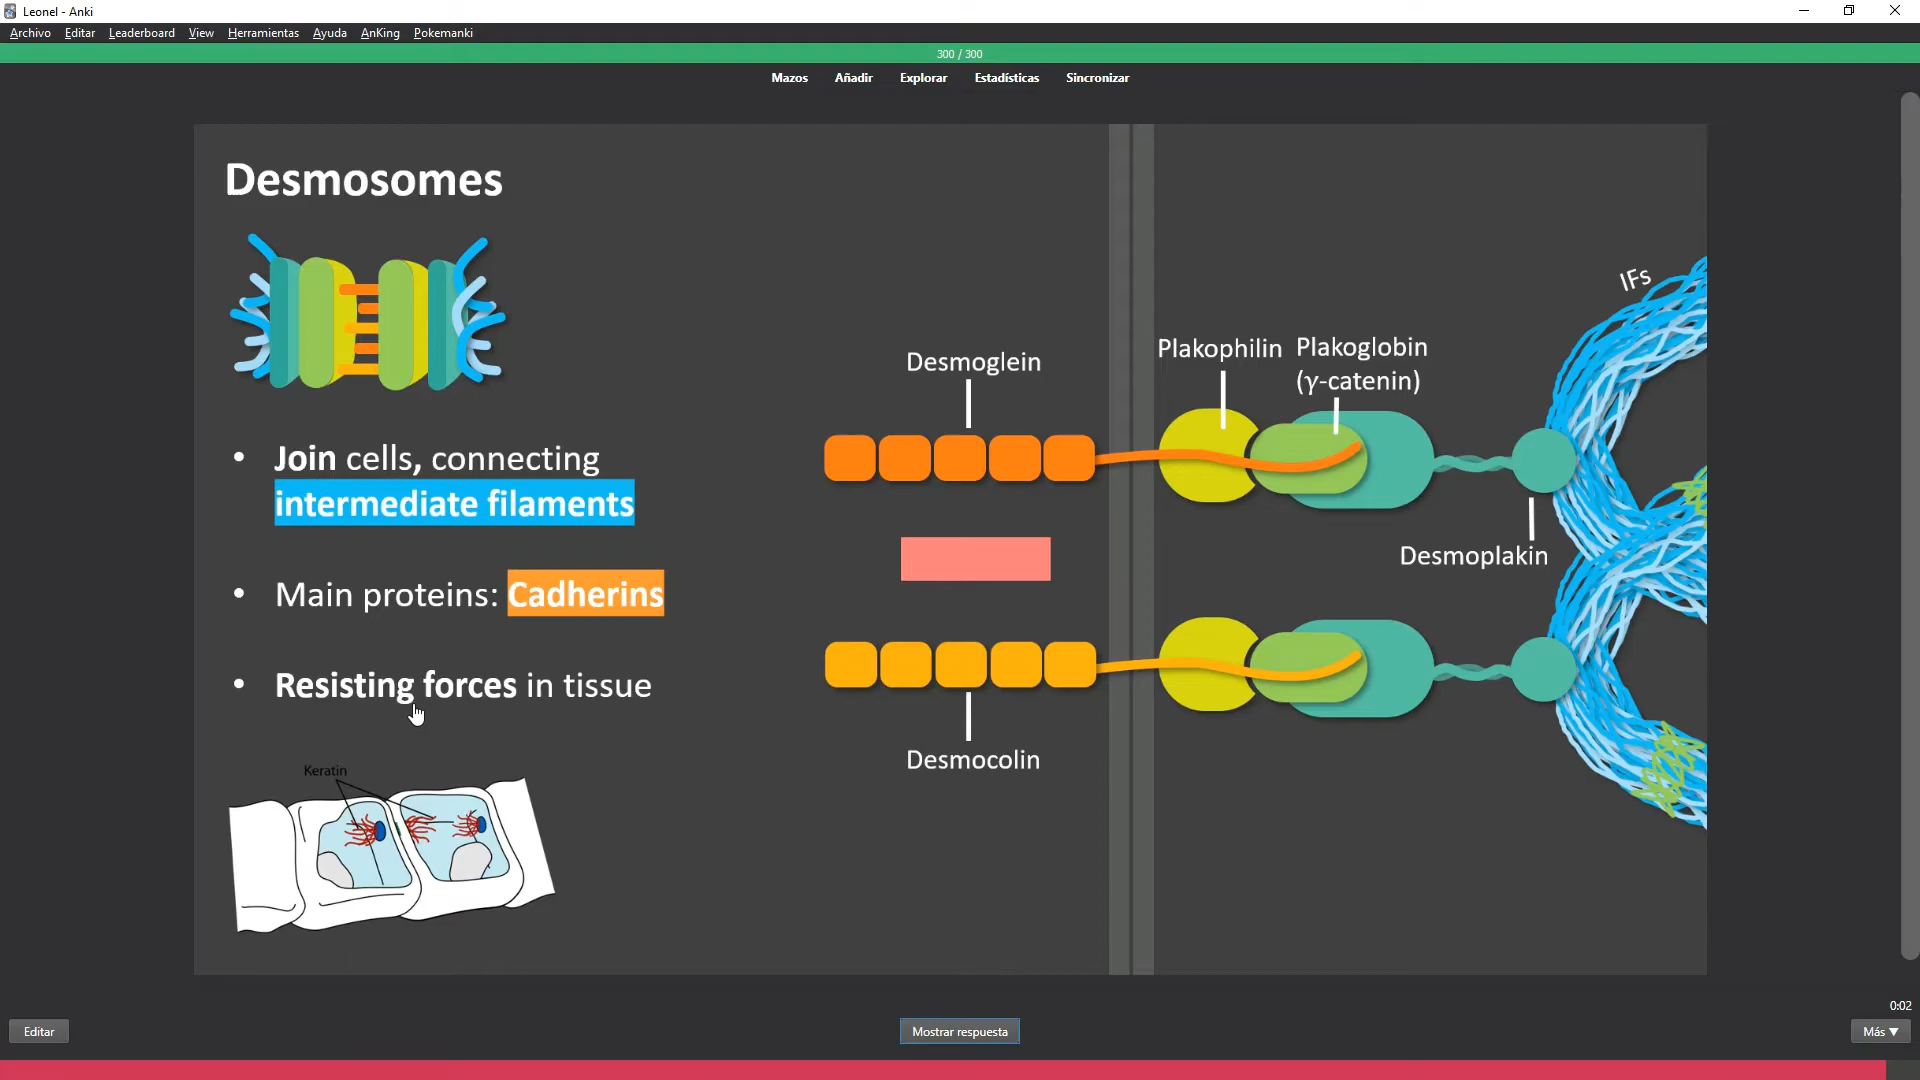 Leonel - Anki
Archivo Editar Leaderboard View Herramientas Ayuda AnKing Pokemanki
300 / 300
Mazos Añadir Explorar Estadísticas Sincronizar
Desmosomes
• Join cells, connecting
intermediate filaments
• Main proteins: Cadherins
• Resisting forces in tissue
Keratin
Desmoglein
Desmocolin
Plakophilin
Plakoglobin
(γ-catenin)
Desmoplakin
IFs
0:02
Editar
Mostrar respuesta
Más ▼